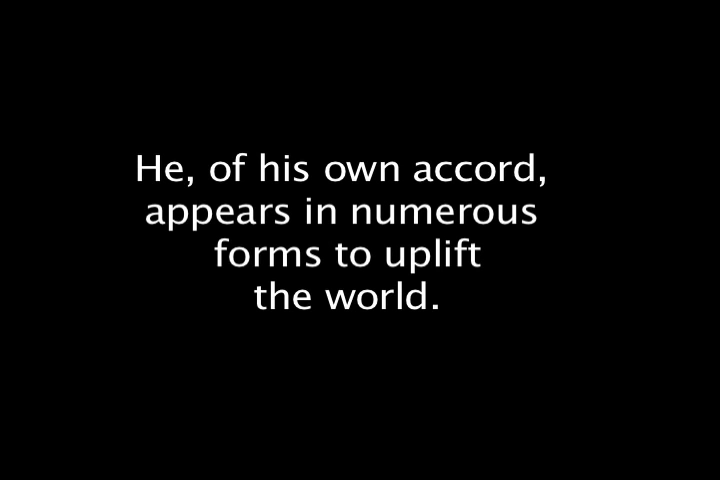 He, of his own accord,
appears in numerous
forms to uplift
the world.